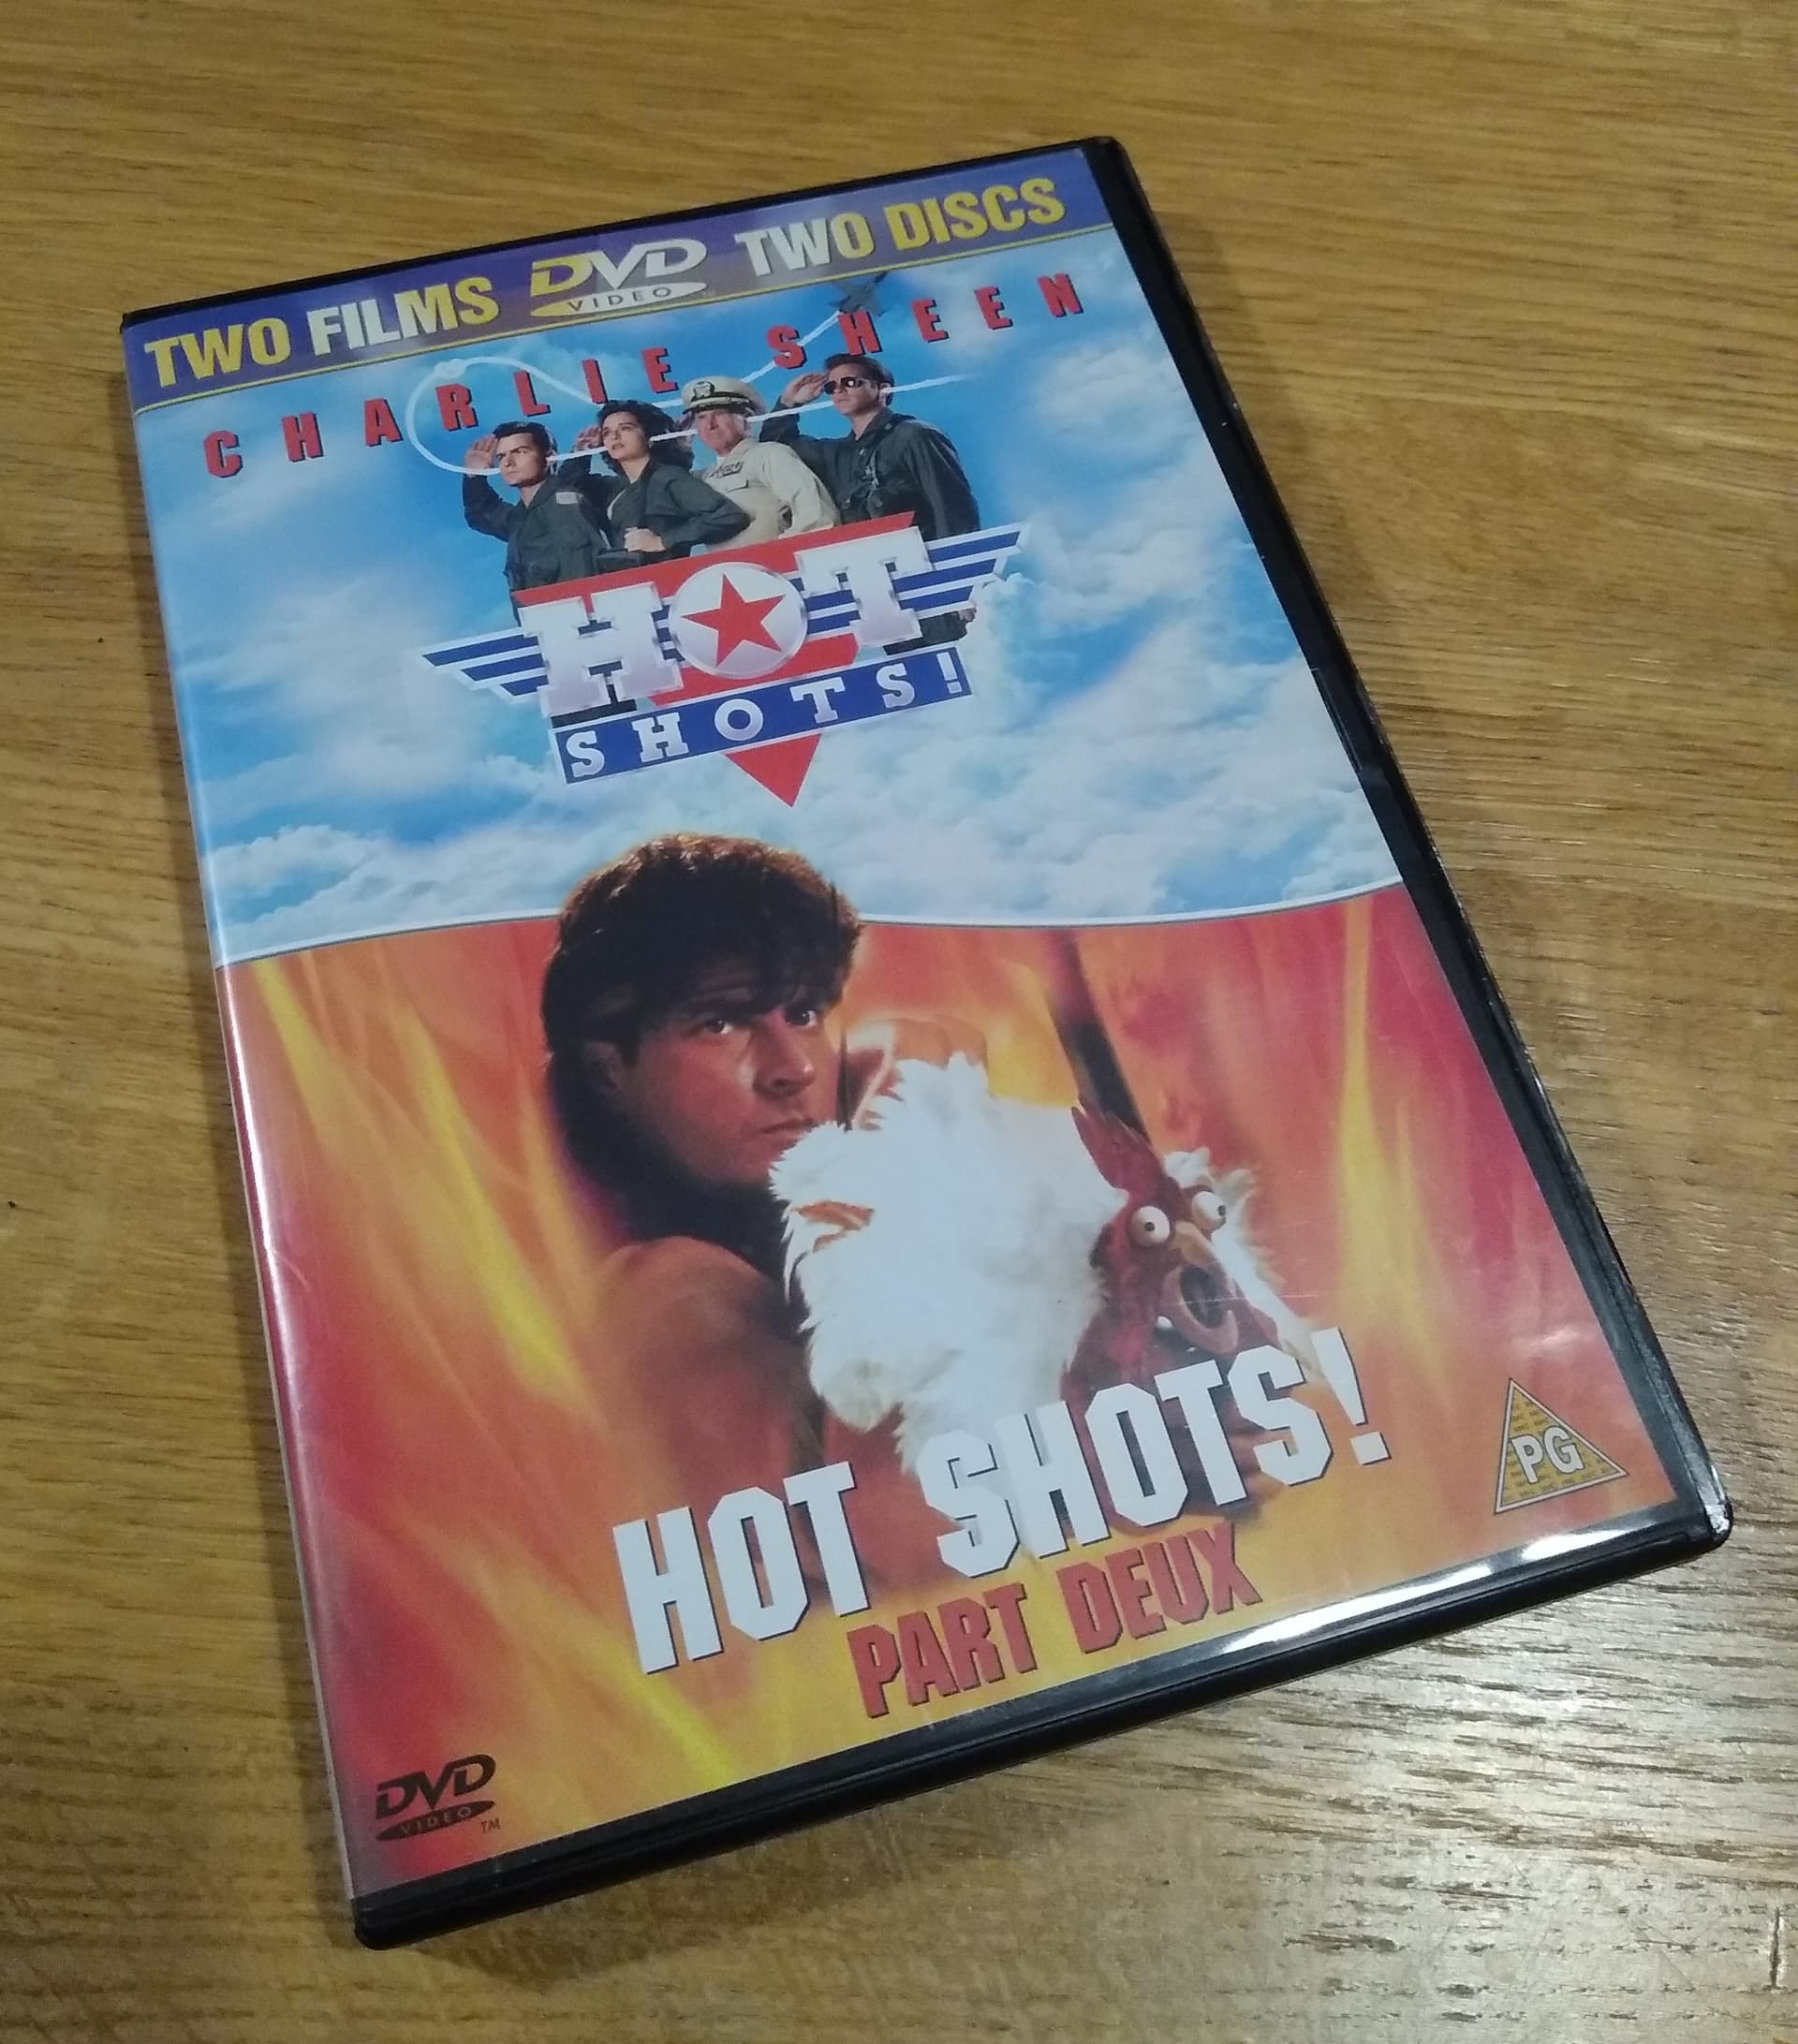 TWO FILMS DVD VIDEO TWO DISCS
CHARLIE SHEEN
HOT
SHOTS!
HOT SHOTS!
PART DEUX
PG
DVD
VIDEO
TM